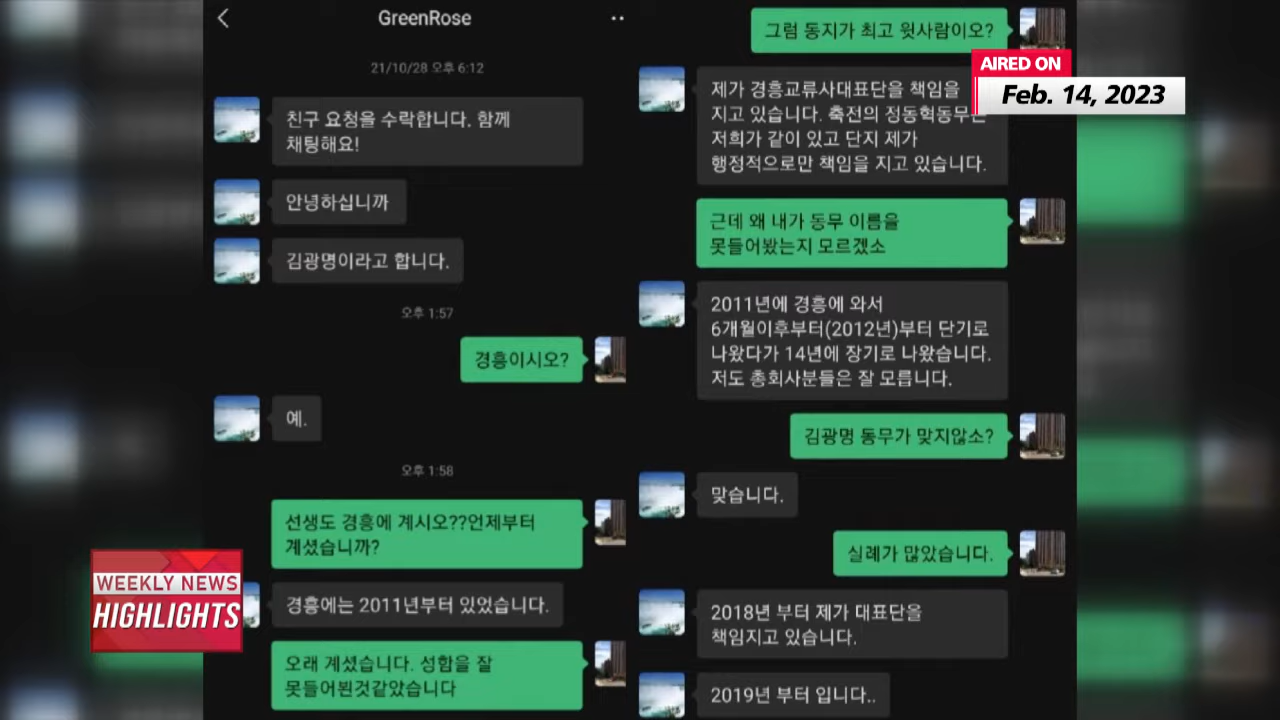 GreenRose
21/10/28 오후 6:12
친구 요청을 수락합니다. 함께
채팅해요!
안녕하십니까
김광명이라고 합니다.
오후 1:57
경흥이시오?
예.
오후 1:58
선생도 경흥에 계시오??언제부터
계셨습니까?
경흥에는 2011년부터 있었습니다.
오래 계셨습니다. 성함을 잘
못들어뵌것같았습니다
그럼 동지가 최고 윗사람이오?
제가 경흥교류사대표단을 책임을
지고 있습니다. 축전의 정동혁동무는
저희가 같이 있고 단지 제가
행정적으로만 책임을 지고 있습니다.
근데 왜 내가 동무 이름을
못들어봤는지 모르겠소
2011년에 경흥에 와서
6개월이후부터(2012년)부터 단기로
나왔다가 14년에 장기로 나왔습니다.
저도 총회사분들은 잘 모릅니다.
김광명 동무가 맞지않소?
맞습니다.
실례가 많았습니다.
2018년 부터 제가 대표단을
책임지고 있습니다.
2019년 부터 입니다..
AIRED ON
Feb. 14, 2023
WEEKLY NEWS
HIGHLIGHTS